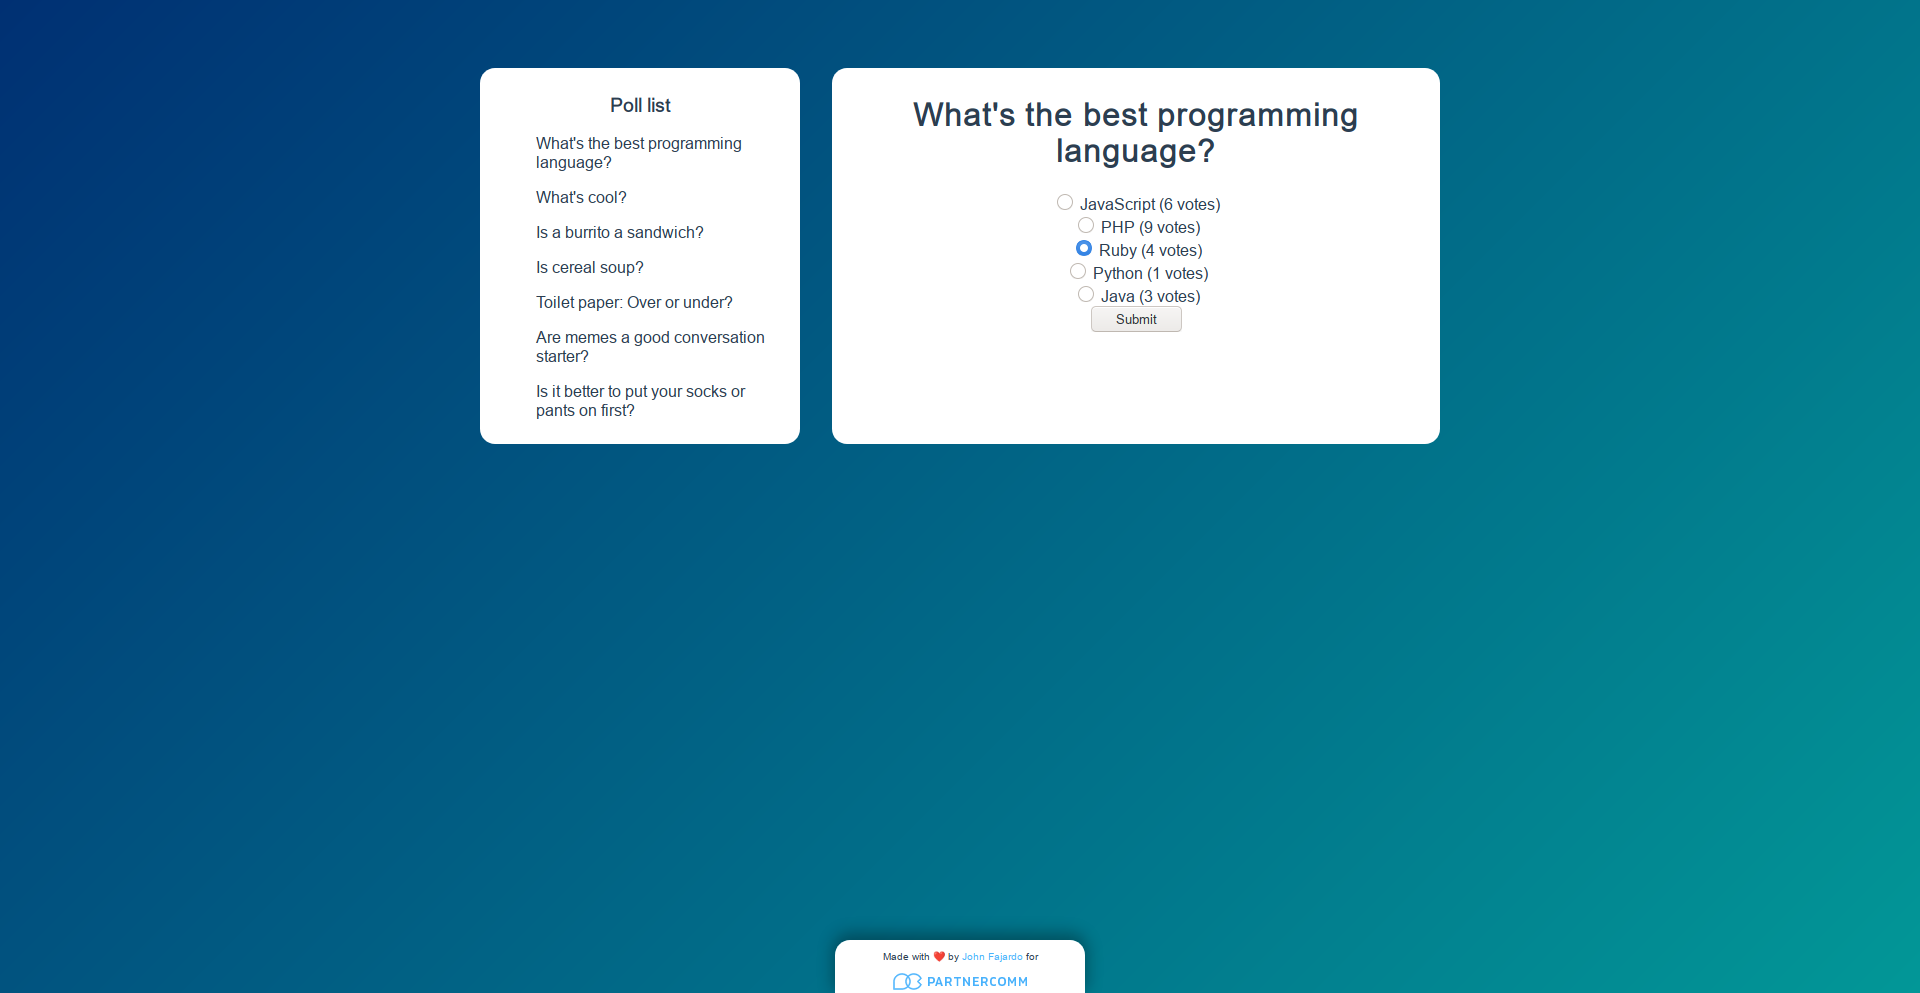 Poll list
What's the best programming
language?
What's cool?
Is a burrito a sandwich?
Is cereal soup?
Toilet paper: Over or under?
Are memes a good conversation
starter?
Is it better to put your socks or
pants on first?
What's the best programming
language?
JavaScript (6 votes)
PHP (9 votes)
Ruby (4 votes)
Python (1 votes)
Java (3 votes)
Submit
Made with ❤️ by John Fajardo for
PARTNERCOMM